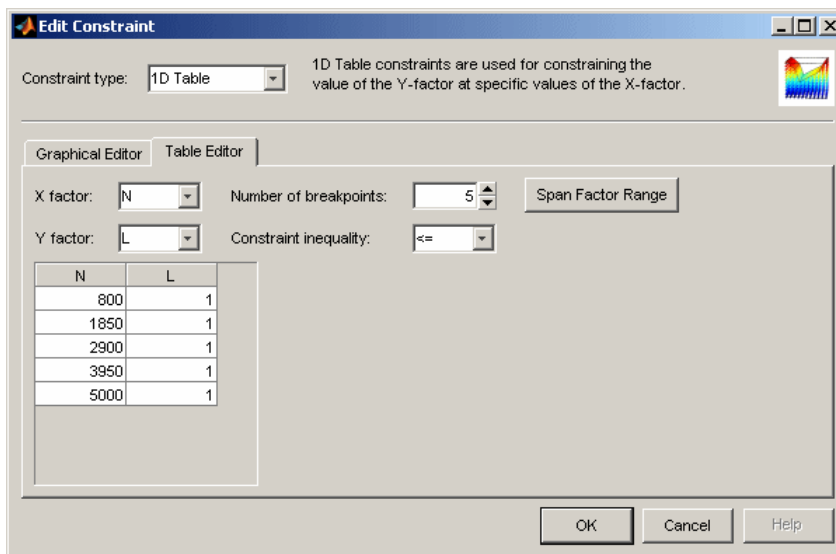 Edit Constraint
Constraint type: 1D Table
1D Table constraints are used for constraining the
value of the Y-factor at specific values of the X-factor.
Graphical Editor Table Editor
X factor: N Number of breakpoints: 5 Span Factor Range
Y factor: L Constraint inequality: <=
N L
800 1
1850 1
2900 1
3950 1
5000 1
OK Cancel Help